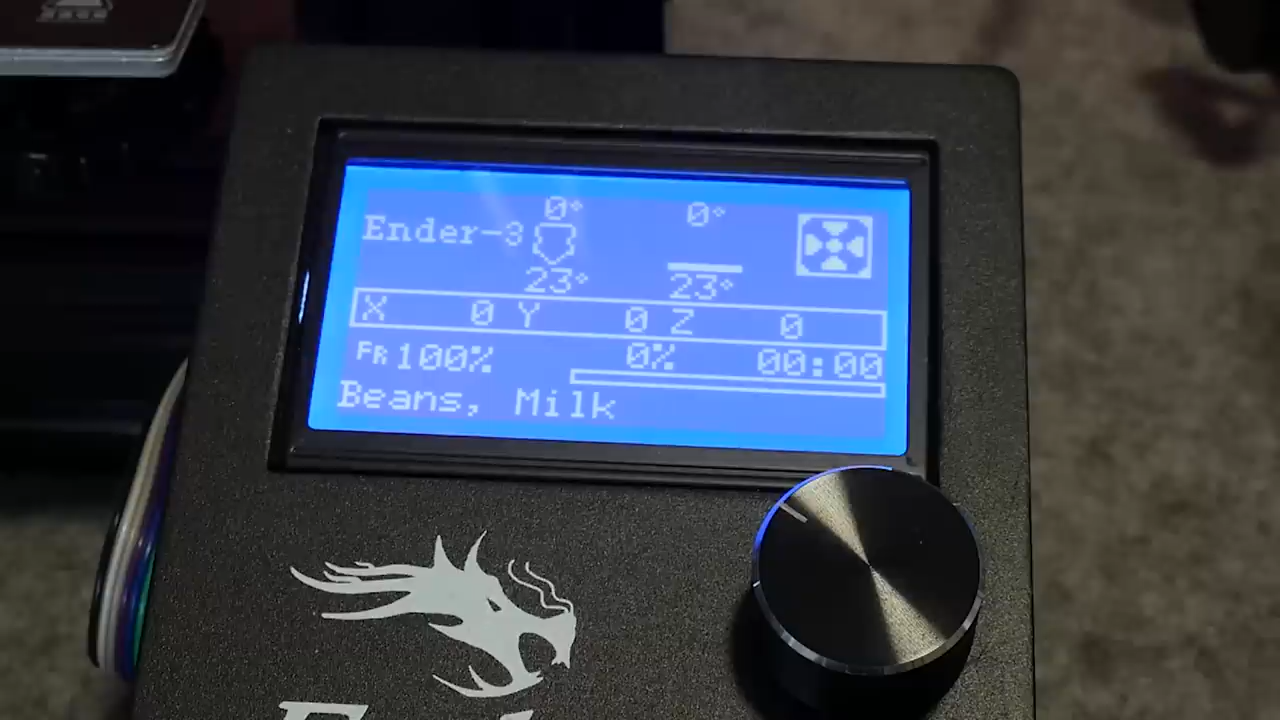 0° 0°
Ender-3
23° 23°
X 0 Y 0 Z 0
FR 100% 0% 00:00
Beans, Milk